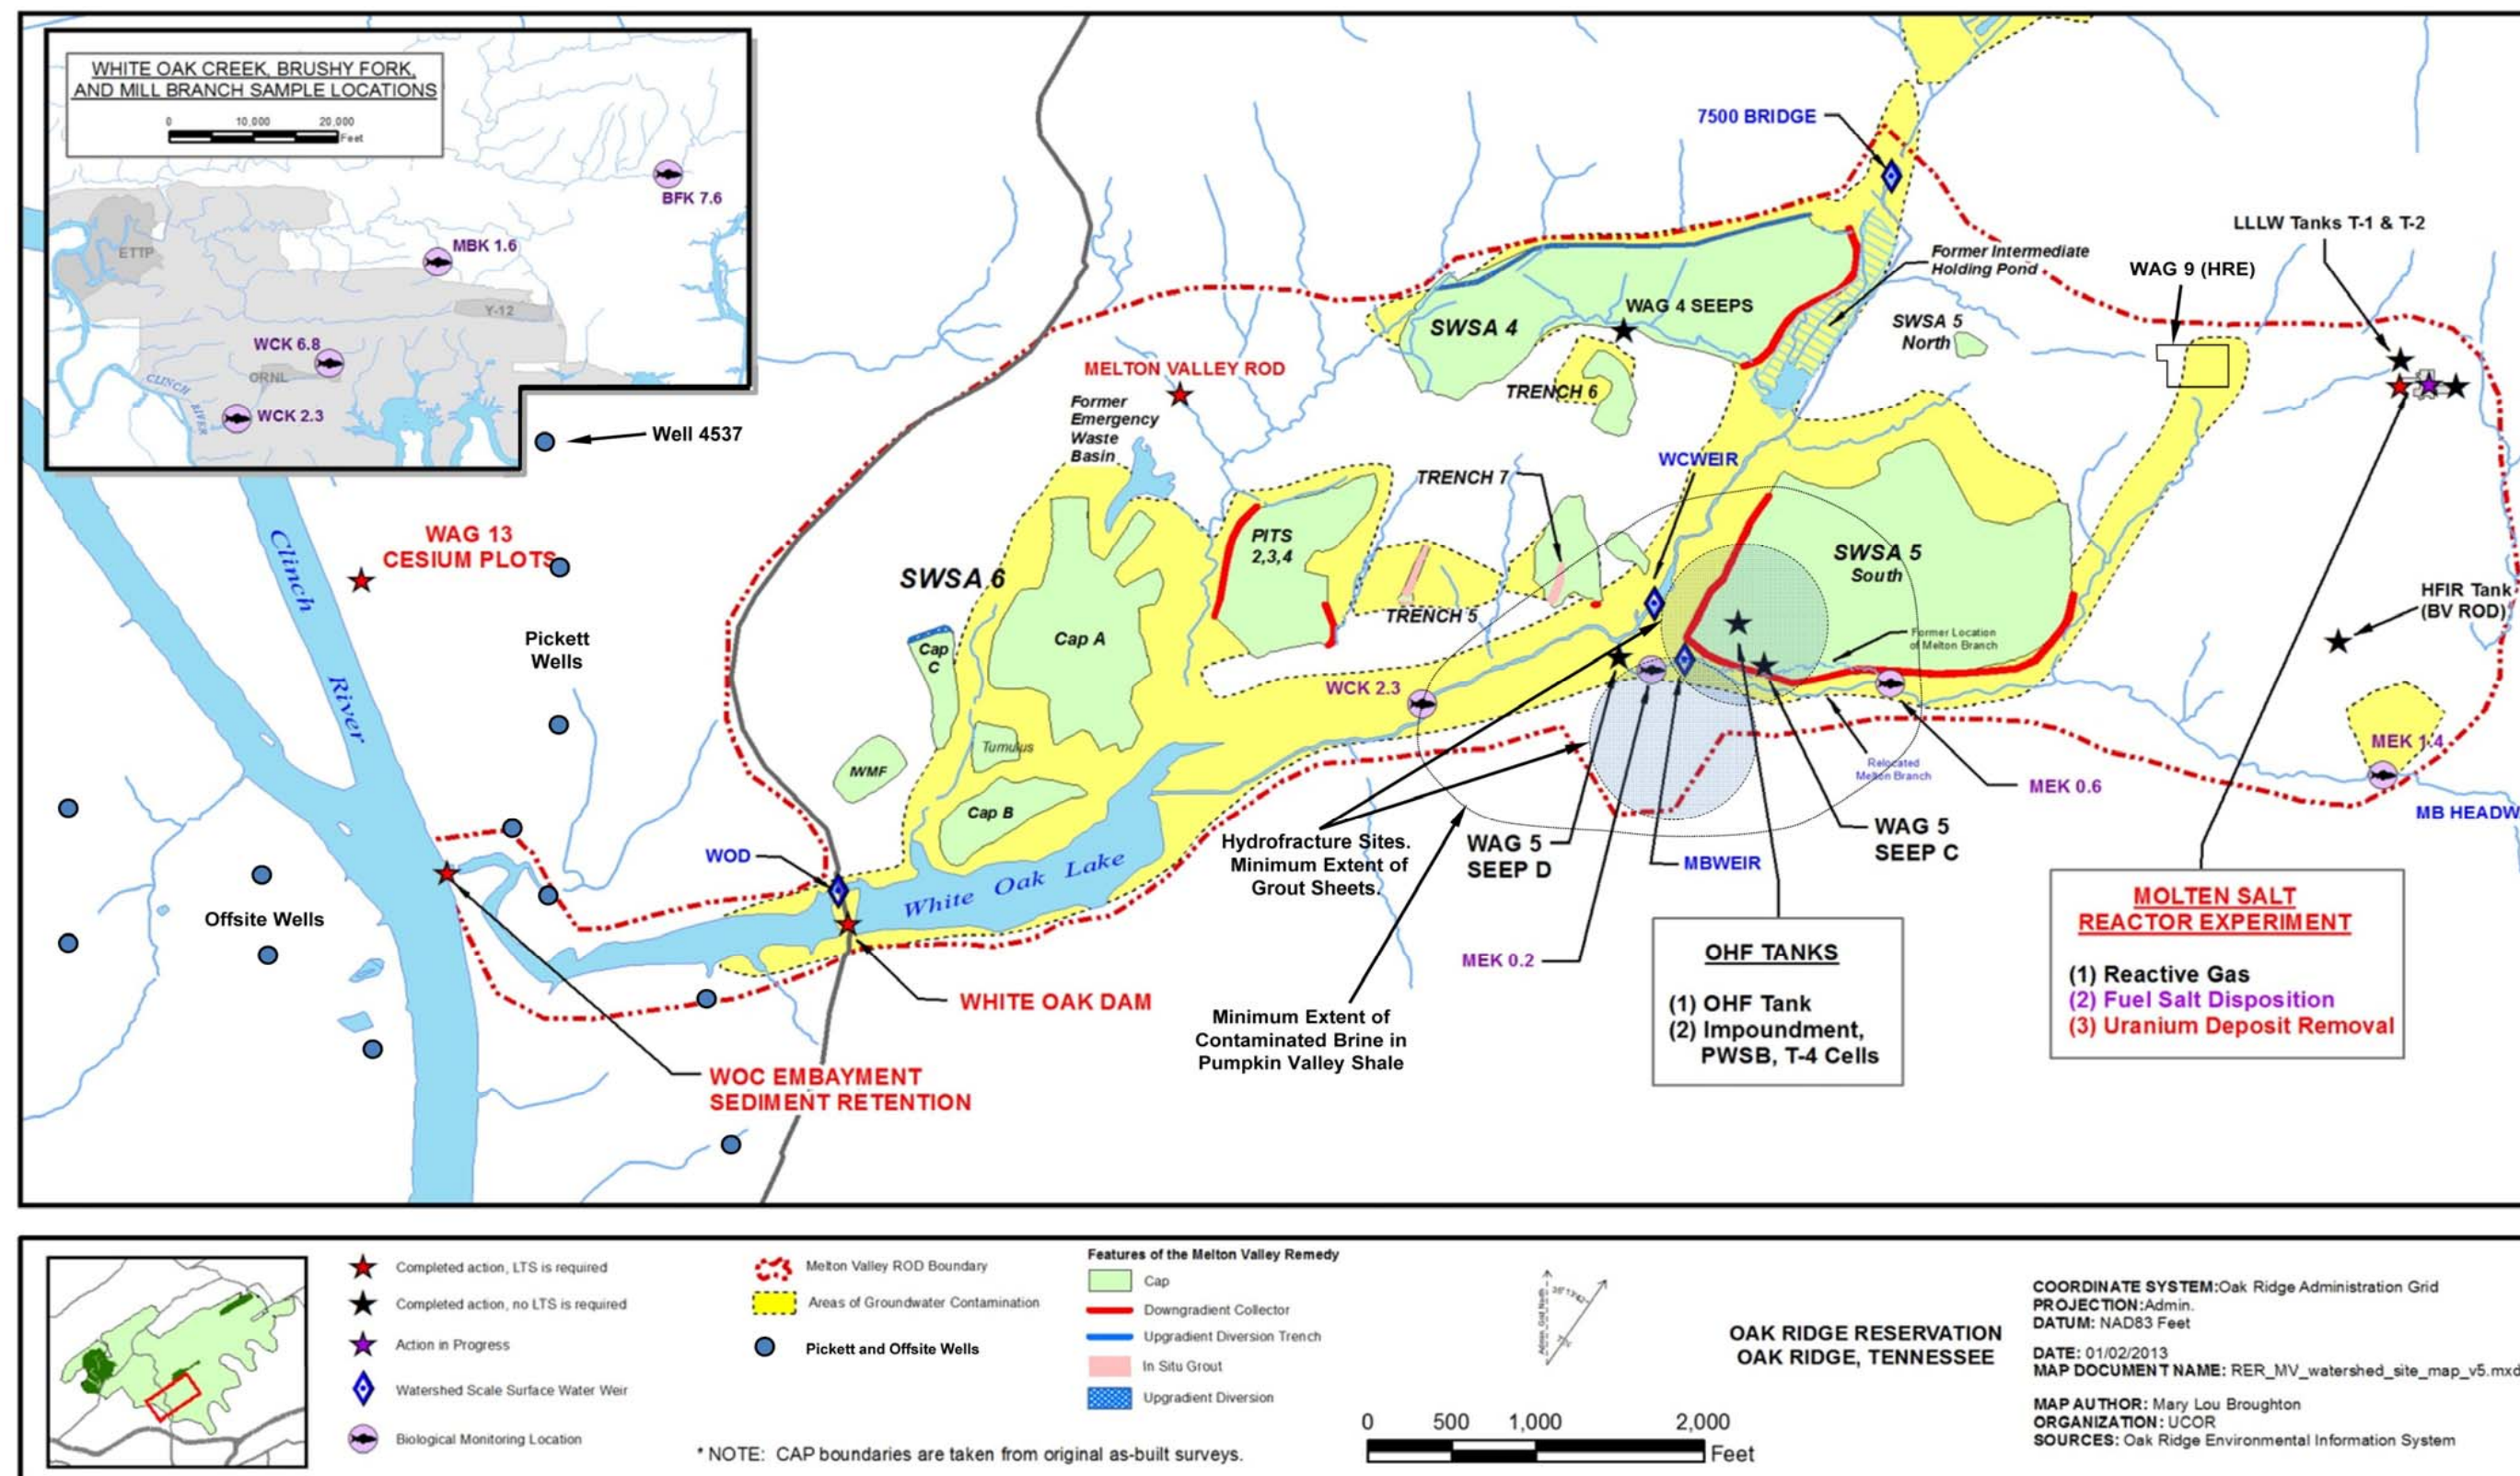 WHITE OAK CREEK, BRUSHY FORK,
AND MILL BRANCH SAMPLE LOCATIONS
0 10,000 20,000
Feet
BFK 7.6
MBK 1.6
ETTP
Y-12
WCK 6.8
ORNL
CLINCH RIVER
WCK 2.3
Well 4537
WAG 13
CESIUM PLOTS
Clinch River
Pickett
Wells
Offsite Wells
7500 BRIDGE
LLLW Tanks T-1 & T-2
Former Intermediate
Holding Pond
WAG 9 (HRE)
WAG 4 SEEPS
SWSA 4
SWSA 5
North
MELTON VALLEY ROD
Former
Emergency
Waste
Basin
TRENCH 6
WCWEIR
TRENCH 7
PITS
2,3,4
SWSA 5
South
SWSA 6
TRENCH 5
HFIR Tank
(BV ROD)
Cap A
Cap
C
Former Location
of Melton Branch
WCK 2.3
Tumulus
IWMF
Cap B
MEK 1.4
Relocated
Melton Branch
MEK 0.6
MB HEADW
Hydrofracture Sites.
Minimum Extent of
Grout Sheets.
WAG 5
SEEP D
WAG 5
SEEP C
MBWEIR
WOD
White Oak Lake
MEK 0.2
WHITE OAK DAM
OHF TANKS
(1) OHF Tank
(2) Impoundment,
PWSB, T-4 Cells
MOLTEN SALT
REACTOR EXPERIMENT
(1) Reactive Gas
(2) Fuel Salt Disposition
(3) Uranium Deposit Removal
Minimum Extent of
Contaminated Brine in
Pumpkin Valley Shale
WOC EMBAYMENT
SEDIMENT RETENTION
Completed action, LTS is required
Completed action, no LTS is required
Action in Progress
Watershed Scale Surface Water Weir
Biological Monitoring Location
Melton Valley ROD Boundary
Areas of Groundwater Contamination
Pickett and Offsite Wells
Features of the Melton Valley Remedy
Cap
Downgradient Collector
Upgradient Diversion Trench
In Situ Grout
Upgradient Diversion
* NOTE: CAP boundaries are taken from original as-built surveys.
0 500 1,000 2,000
Feet
OAK RIDGE RESERVATION
OAK RIDGE, TENNESSEE
COORDINATE SYSTEM:Oak Ridge Administration Grid
PROJECTION:Admin.
DATUM: NAD83 Feet
DATE: 01/02/2013
MAP DOCUMENT NAME: RER_MV_watershed_site_map_v5.mxd
MAP AUTHOR: Mary Lou Broughton
ORGANIZATION: UCOR
SOURCES: Oak Ridge Environmental Information System